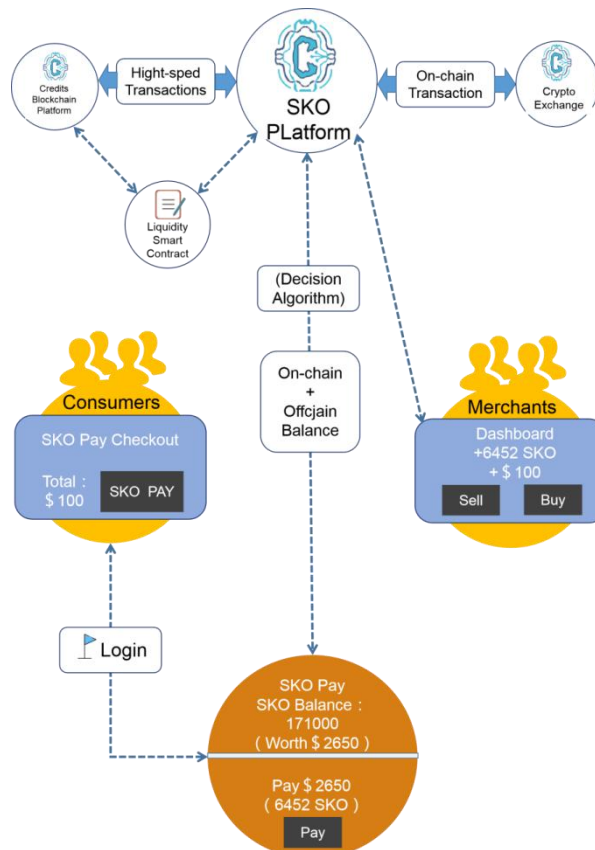 Credits
Blockchain
Platform
Hight-sped
Transactions
SKO
PLatform
On-chain
Transaction
Crypto
Exchange
Liquidity
Smart
Contract
(Decision
Algorithm)
On-chain
+
Offcjain
Balance
Consumers
SKO Pay Checkout
Total :
$ 100
SKO PAY
Merchants
Dashboard
+6452 SKO
+ $ 100
Sell
Buy
Login
SKO Pay
SKO Balance :
171000
( Worth $ 2650 )
Pay $ 2650
( 6452 SKO )
Pay